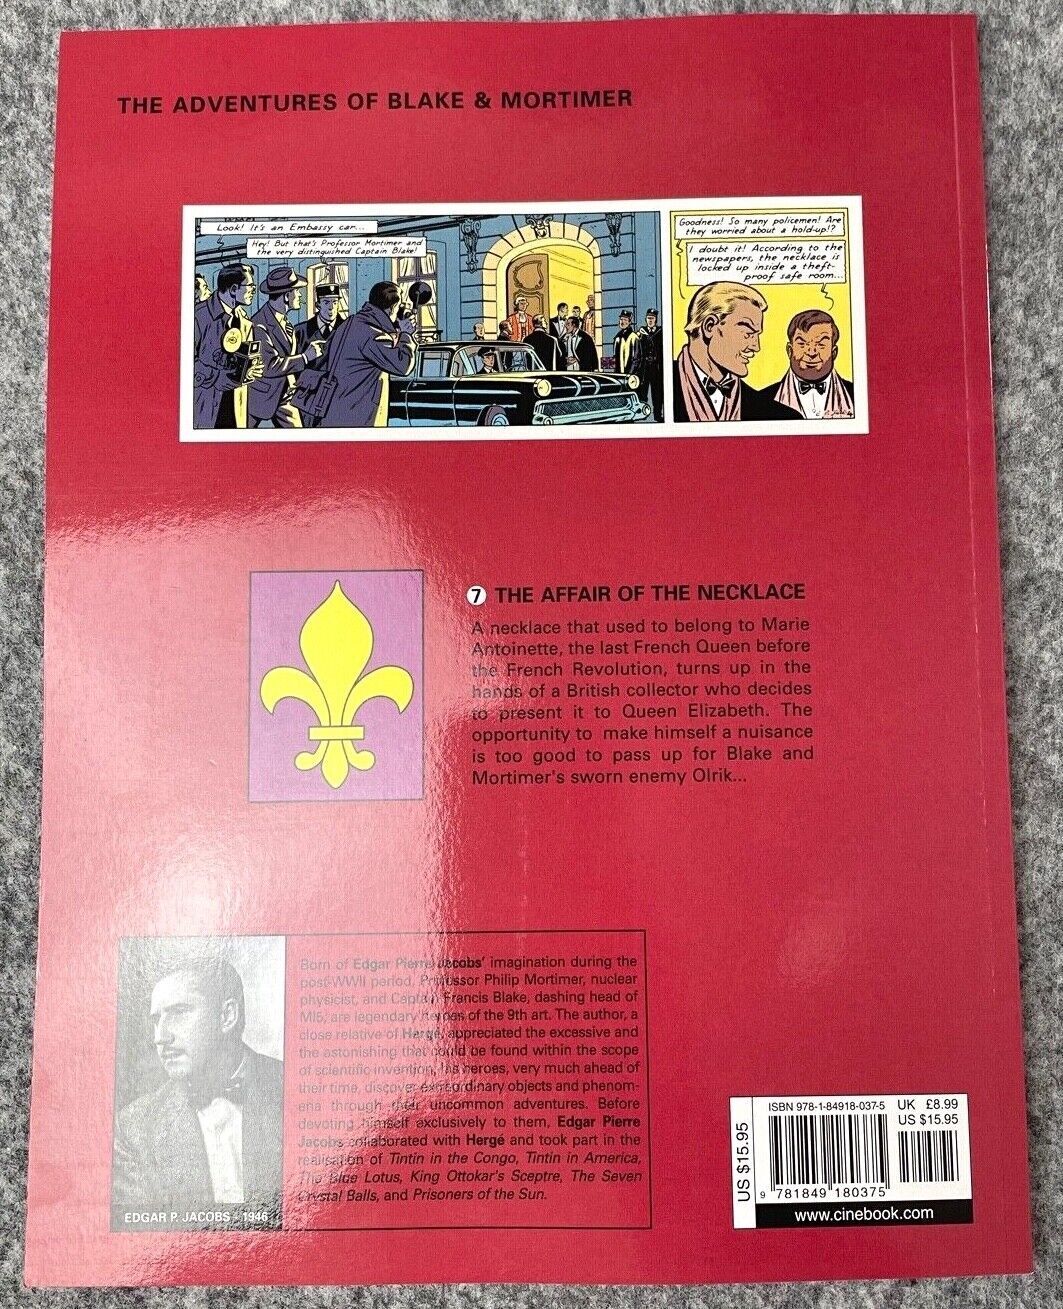 THE ADVENTURES OF BLAKE & MORTIMER
Look! It's an Embassy car...
Hey! But that's Professor Mortimer and
the very distinguished Captain Blake!
Goodness! So many policemen! Are
they worried about a hold-up!?
I doubt it! According to the
newspapers, the necklace is
locked up inside a theft-
proof safe room...
7 THE AFFAIR OF THE NECKLACE
A necklace that used to belong to Marie
Antoinette, the last French Queen before
the French Revolution, turns up in the
hands of a British collector who decides
to present it to Queen Elizabeth. The
opportunity to make himself a nuisance
is too good to pass up for Blake and
Mortimer's sworn enemy Olrik...
Born of Edgar Pierre Jacobs' imagination during the
post-WWII period, Professor Philip Mortimer, nuclear
physicist, and Captain Francis Blake, dashing head of
MI5, are legendary heroes of the 9th art. The author, a
close relative of Hergé, appreciated the excessive and
the astonishing that could be found within the scope
of scientific invention; his heroes, very much ahead of
their time, discover extraordinary objects and phenom-
ena through their uncommon adventures. Before
devoting himself exclusively to them, Edgar Pierre
Jacobs collaborated with Hergé and took part in the
realisation of Tintin in the Congo, Tintin in America,
The Blue Lotus, King Ottokar's Sceptre, The Seven
Crystal Balls, and Prisoners of the Sun.
EDGAR P. JACOBS - 1946
US $15.95
ISBN 978-1-84918-037-5 UK £8.99
US $15.95
9 781849 180375
www.cinebook.com